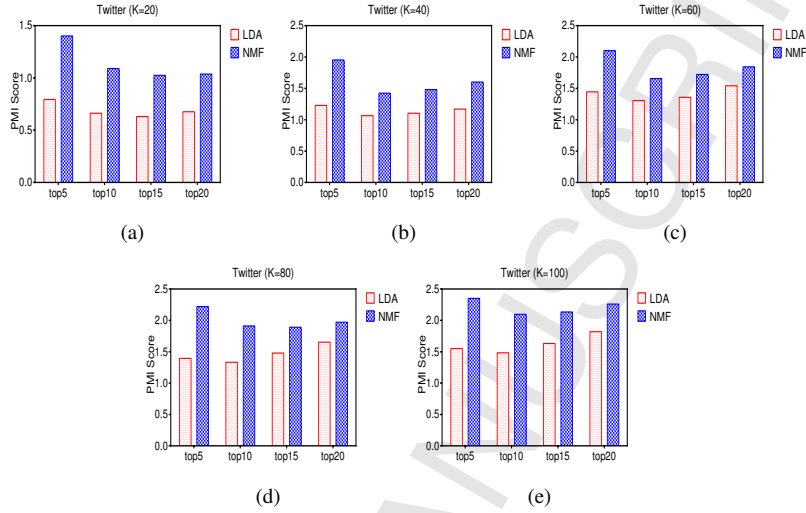 Twitter (K=20)
LDA
NMF
PMI Score
1.5
1.0
0.5
0.0
top5 top10 top15 top20
(a)
Twitter (K=40)
LDA
NMF
PMI Score
2.5
2.0
1.5
1.0
0.5
0.0
top5 top10 top15 top20
(b)
Twitter (K=60)
LDA
NMF
PMI Score
2.5
2.0
1.5
1.0
0.5
0.0
top5 top10 top15 top20
(c)
Twitter (K=80)
LDA
NMF
PMI Score
2.5
2.0
1.5
1.0
0.5
0.0
top5 top10 top15 top20
(d)
Twitter (K=100)
LDA
NMF
PMI Score
2.5
2.0
1.5
1.0
0.5
0.0
top5 top10 top15 top20
(e)
ANUSCRI